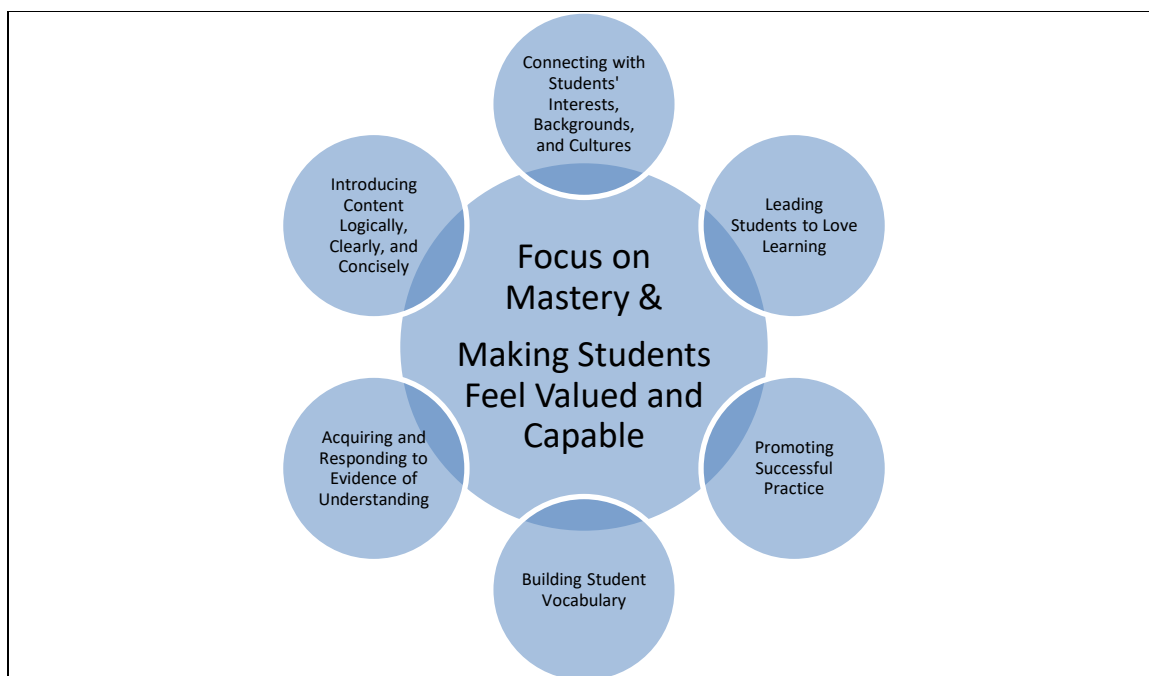 Connecting with
Students'
Interests,
Backgrounds,
and Cultures
Leading
Students to Love
Learning
Promoting
Successful
Practice
Building Student
Vocabulary
Acquiring and
Responding to
Evidence of
Understanding
Introducing
Content
Logically,
Clearly, and
Concisely
Focus on
Mastery &
Making Students
Feel Valued and
Capable